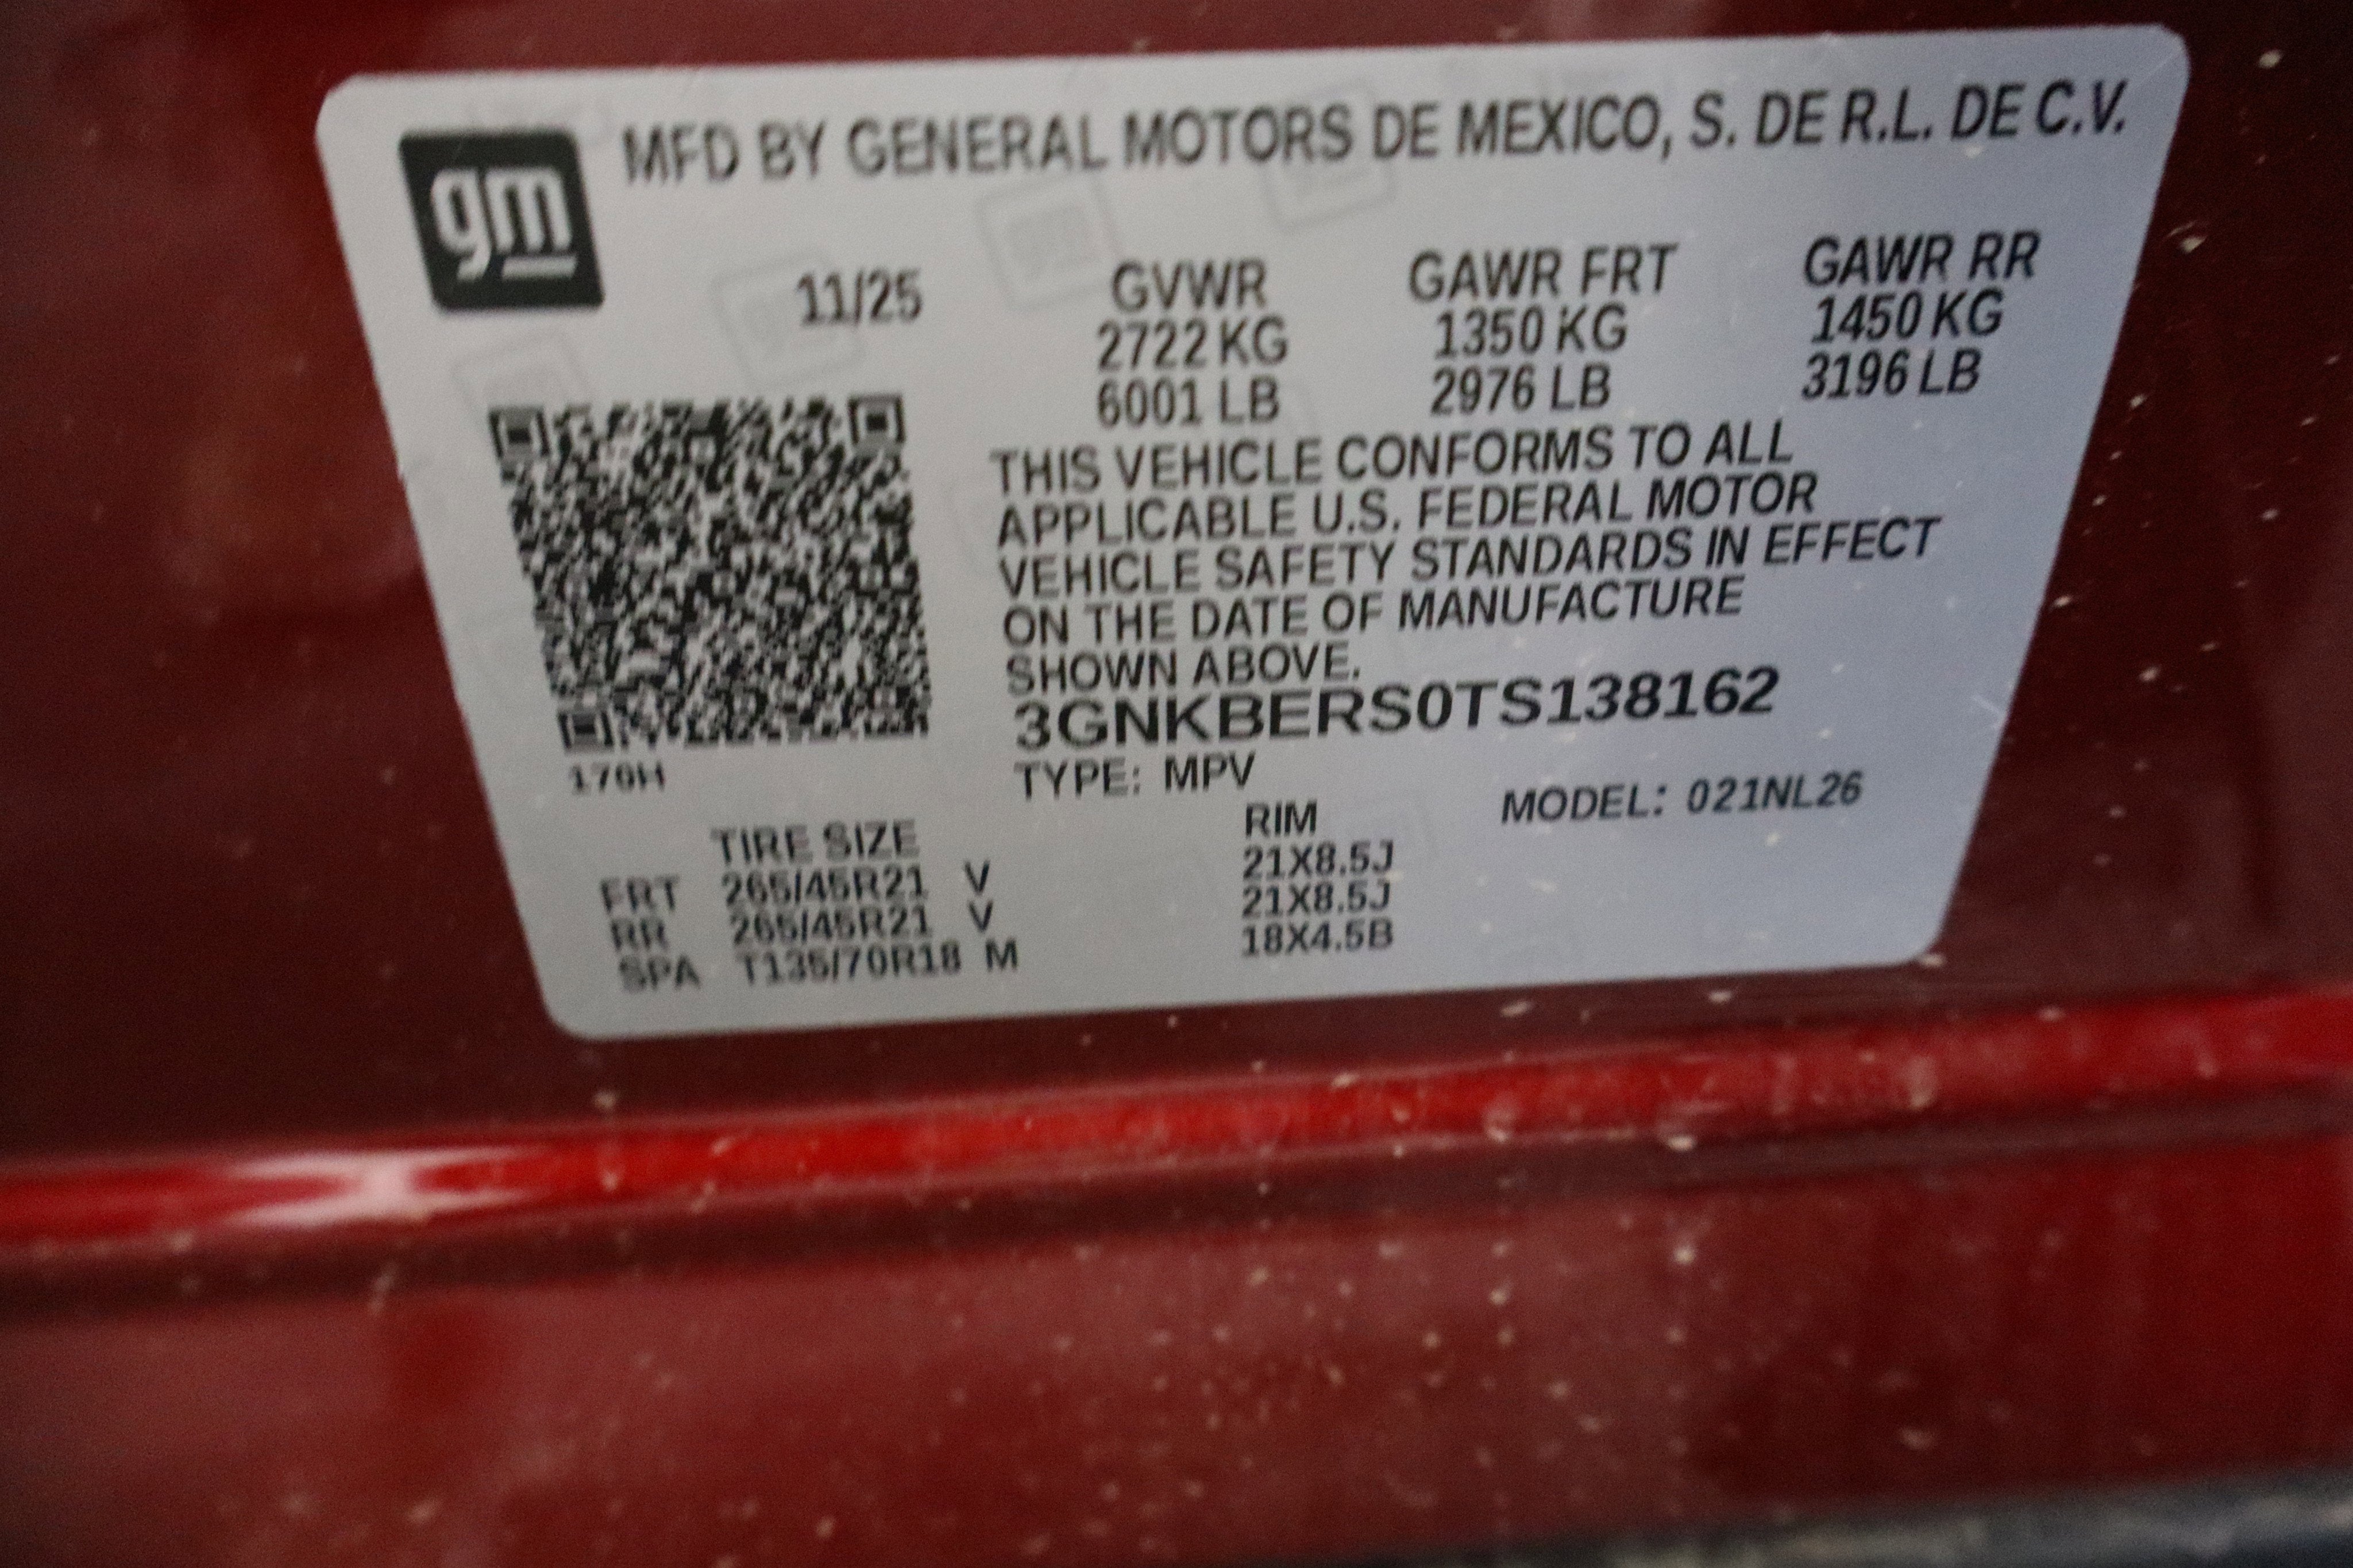 gm
MFD BY GENERAL MOTORS DE MEXICO, S. DE R.L. DE C.V.
11/25 GVWR GAWR FRT GAWR RR
2722 KG 1350 KG 1450 KG
6001 LB 2976 LB 3196 LB
THIS VEHICLE CONFORMS TO ALL
APPLICABLE U.S. FEDERAL MOTOR
VEHICLE SAFETY STANDARDS IN EFFECT
ON THE DATE OF MANUFACTURE
SHOWN ABOVE.
3GNKBERS0TS138162
TYPE: MPV MODEL: 021NL26
TIRE SIZE RIM
FRT 265/45R21 V 21X8.5J
RR 265/45R21 V 21X8.5J
SPA T135/70R18 M 18X4.5B